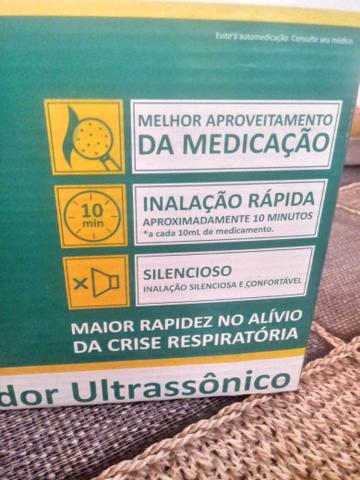 Evite a automedicação. Consulte seu médico
MELHOR APROVEITAMENTO
DA MEDICAÇÃO
10
min
INALAÇÃO RÁPIDA
APROXIMADAMENTE 10 MINUTOS
*a cada 10mL de medicamento.
SILENCIOSO
INALAÇÃO SILENCIOSA E CONFORTÁVEL
MAIOR RAPIDEZ NO ALÍVIO
DA CRISE RESPIRATÓRIA
dor Ultrassônico